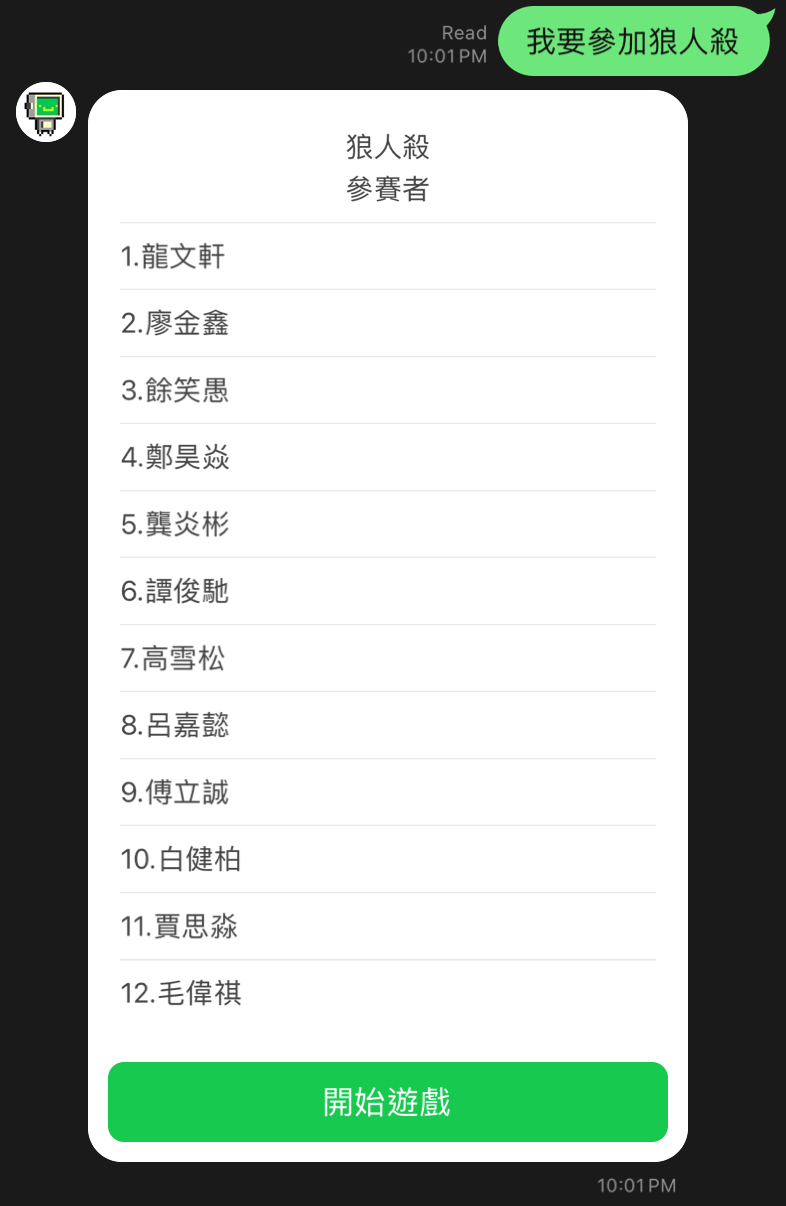 Read
10:01 PM
我要參加狼人殺
狼人殺
參賽者
1.龍文軒
2.廖金鑫
3.餘笑愚
4.鄭昊焱
5.龔炎彬
6.譚俊馳
7.高雪松
8.呂嘉懿
9.傅立誠
10.白健柏
11.賈思淼
12.毛偉祺
開始遊戲
10:01 PM